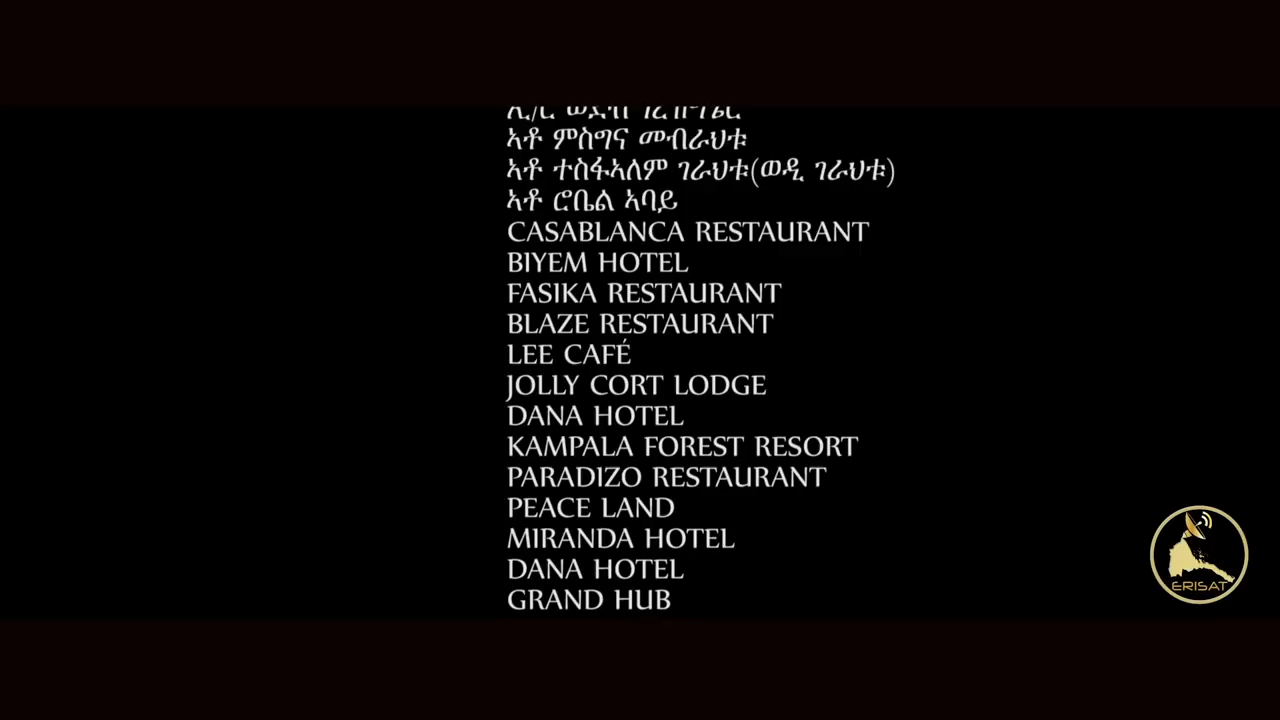 ኣቶ ምስግና መብራህቱ
ኣቶ ተስፋኣለም ገራህቱ(ወዲ ገራህቱ)
ኣቶ ሮቤል ኣባይ
CASABLANCA RESTAURANT
BIYEM HOTEL
FASIKA RESTAURANT
BLAZE RESTAURANT
LEE CAFÉ
JOLLY CORT LODGE
DANA HOTEL
KAMPALA FOREST RESORT
PARADIZO RESTAURANT
PEACE LAND
MIRANDA HOTEL
DANA HOTEL
GRAND HUB
ERISAT